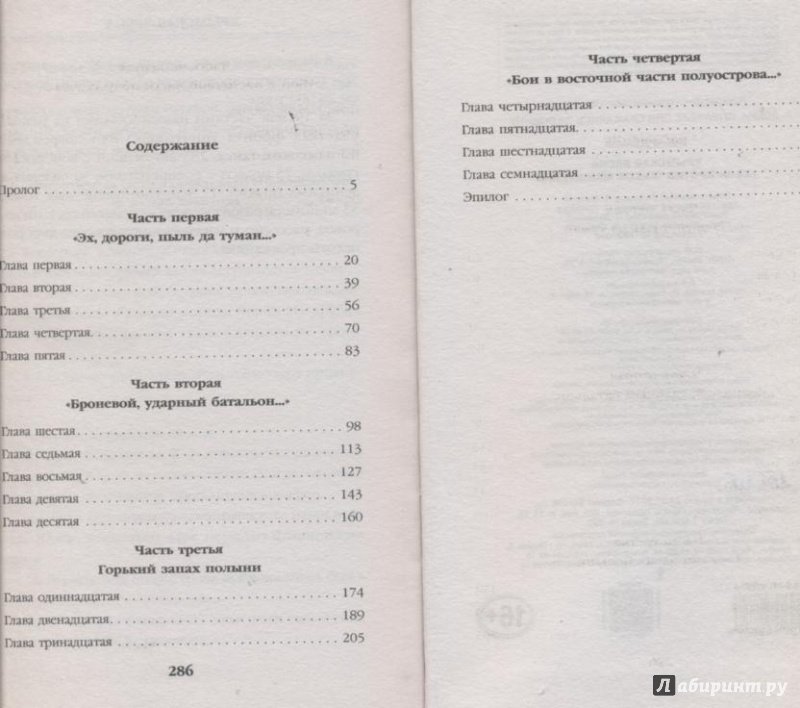 Содержание
Пролог 5
Часть первая
«Эх, дороги, пыль да туман...»
Глава первая 20
Глава вторая 39
Глава третья 56
Глава четвертая. 70
Глава пятая 83
Часть вторая
«Броневой, ударный батальон...»
Глава шестая 98
Глава седьмая 113
Глава восьмая 127
Глава девятая 143
Глава десятая 160
Часть третья
Горький запах полыни
Глава одиннадцатая 174
Глава двенадцатая 189
Глава тринадцатая 205
286
Часть четвертая
«Бои в восточной части полуострова...»
Глава четырнадцатая
Глава пятнадцатая.
Глава шестнадцатая
Глава семнадцатая
Эпилог
16+
Лабиринт.ру